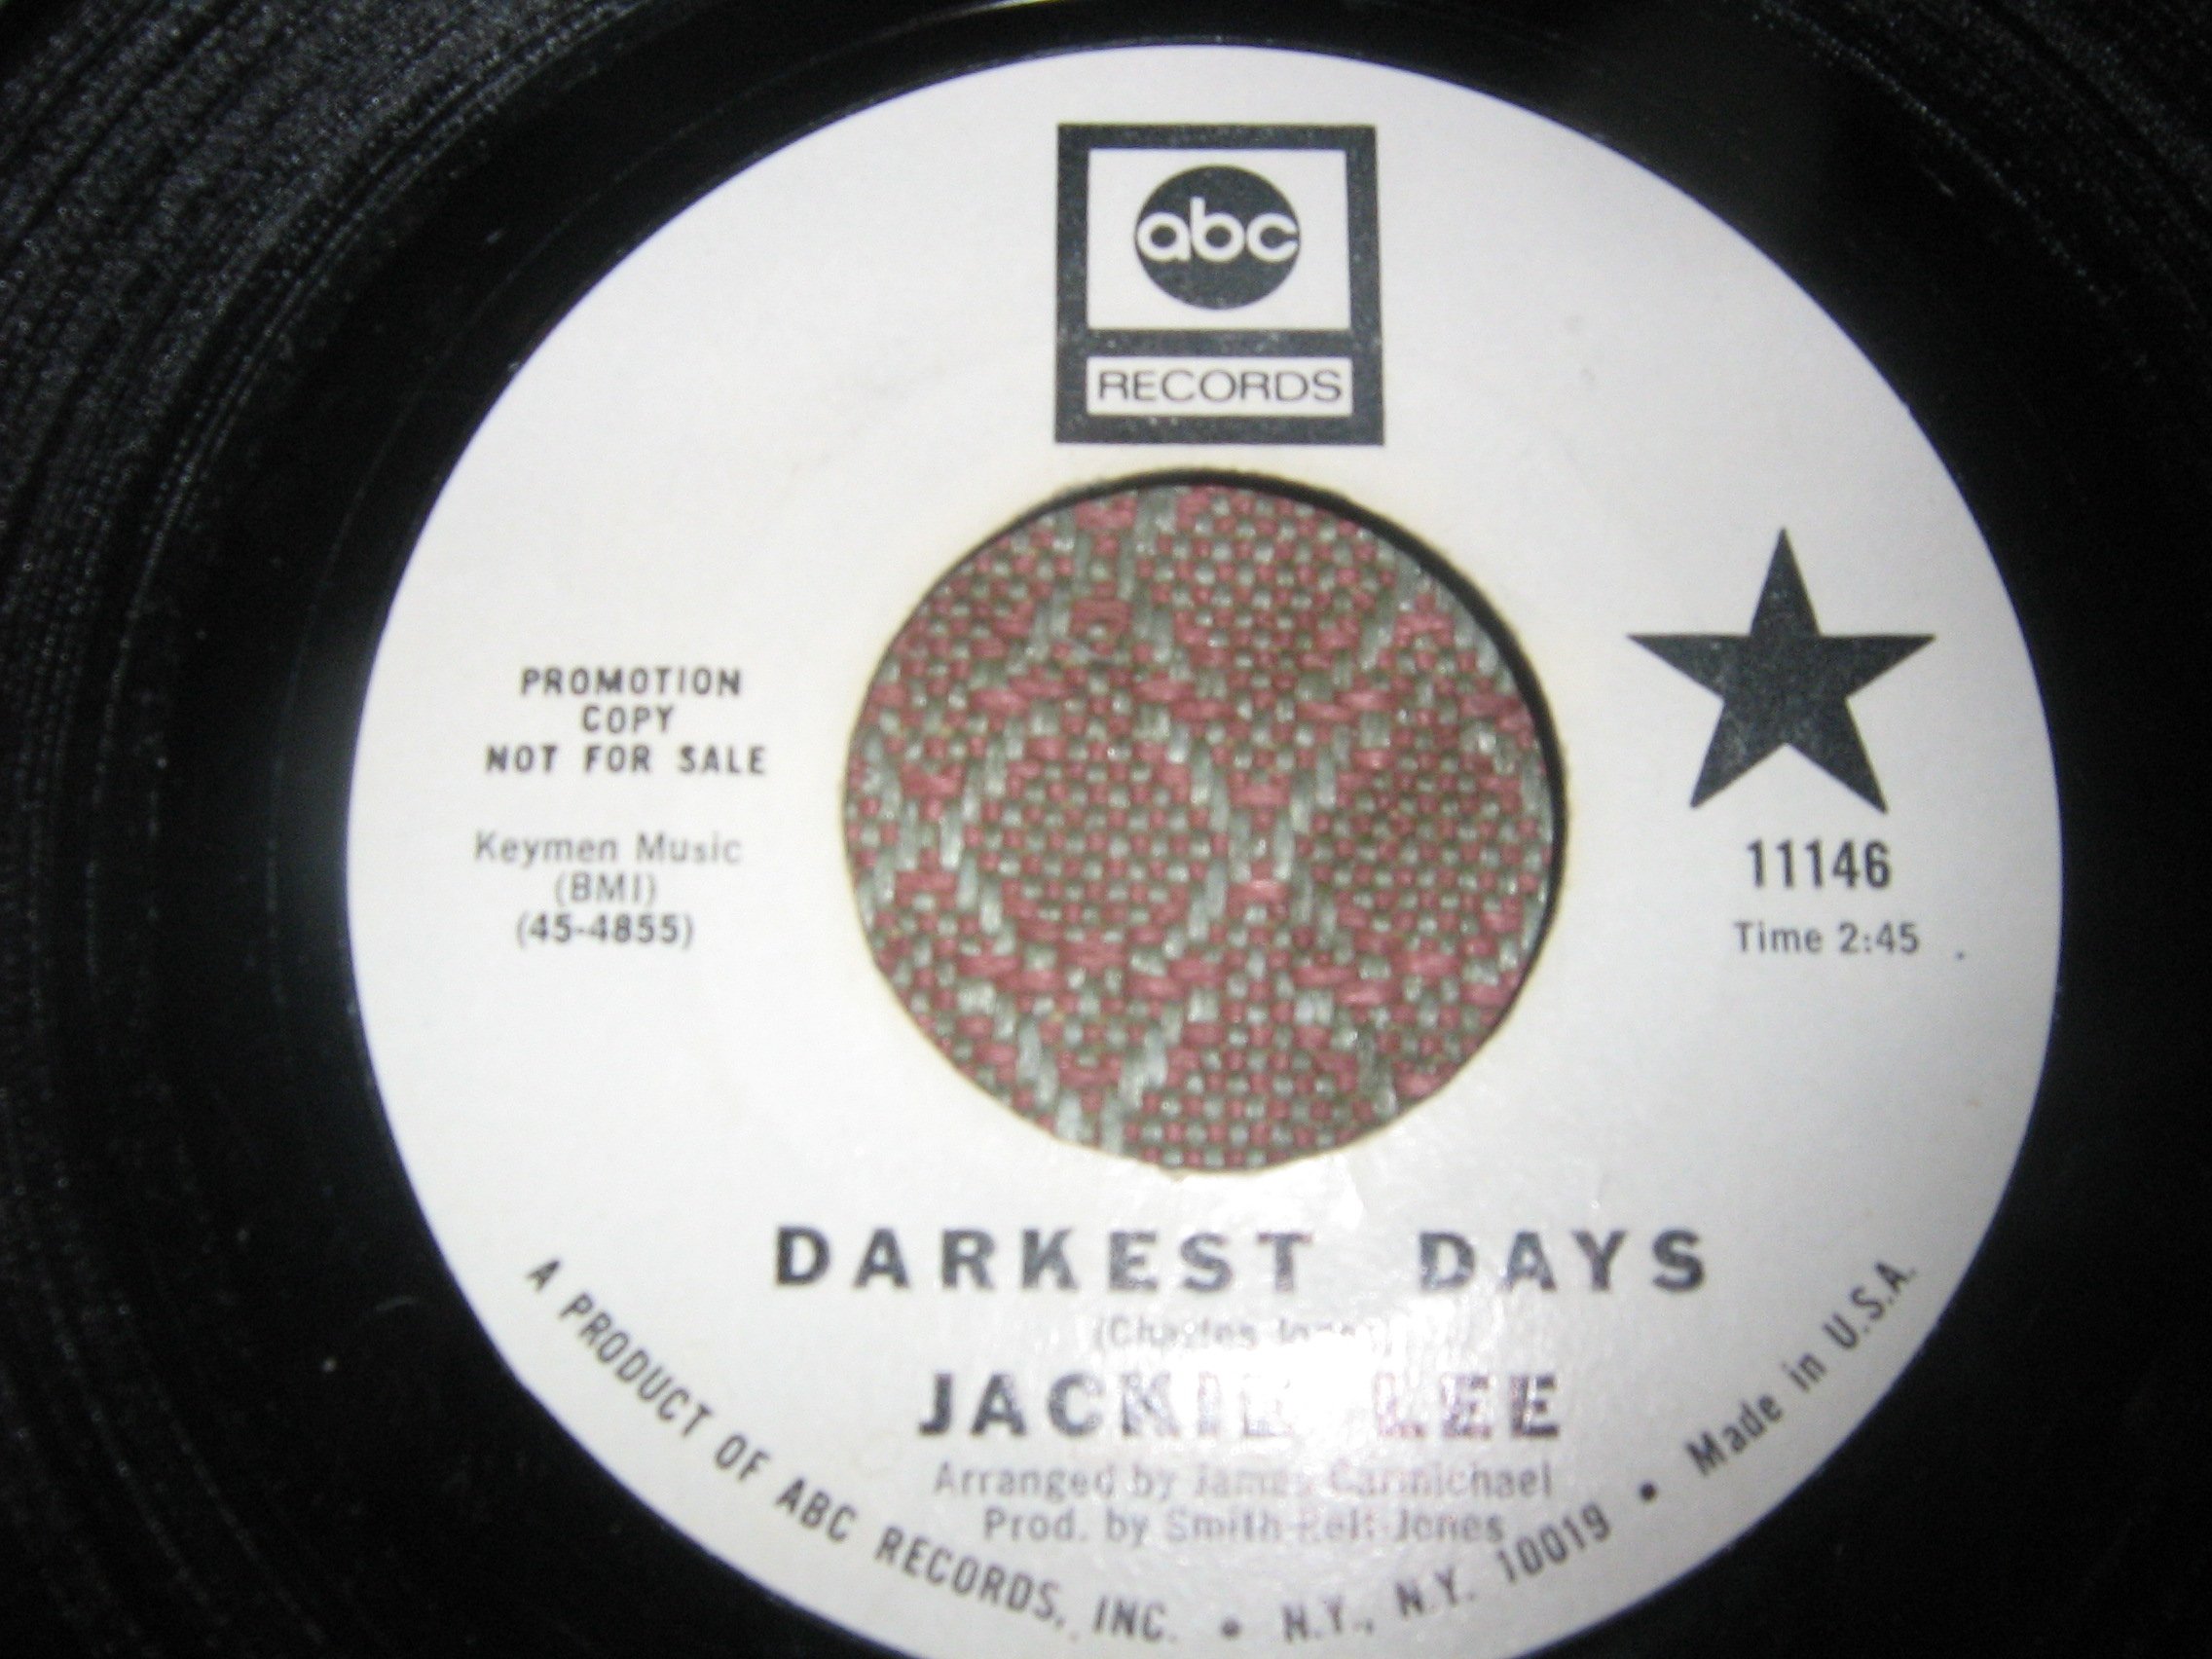 abc
RECORDS
PROMOTION
COPY
NOT FOR SALE
Keymen Music
(BMI)
(45-4855)
11146
Time 2:45
DARKEST DAYS
(Charles
JACKIE LEE
Arranged by James Carmichael
Prod. by Smith Jones
A PRODUCT OF ABC RECORDS, INC. • N.Y., N.Y. 10019 • Made in U.S.A.